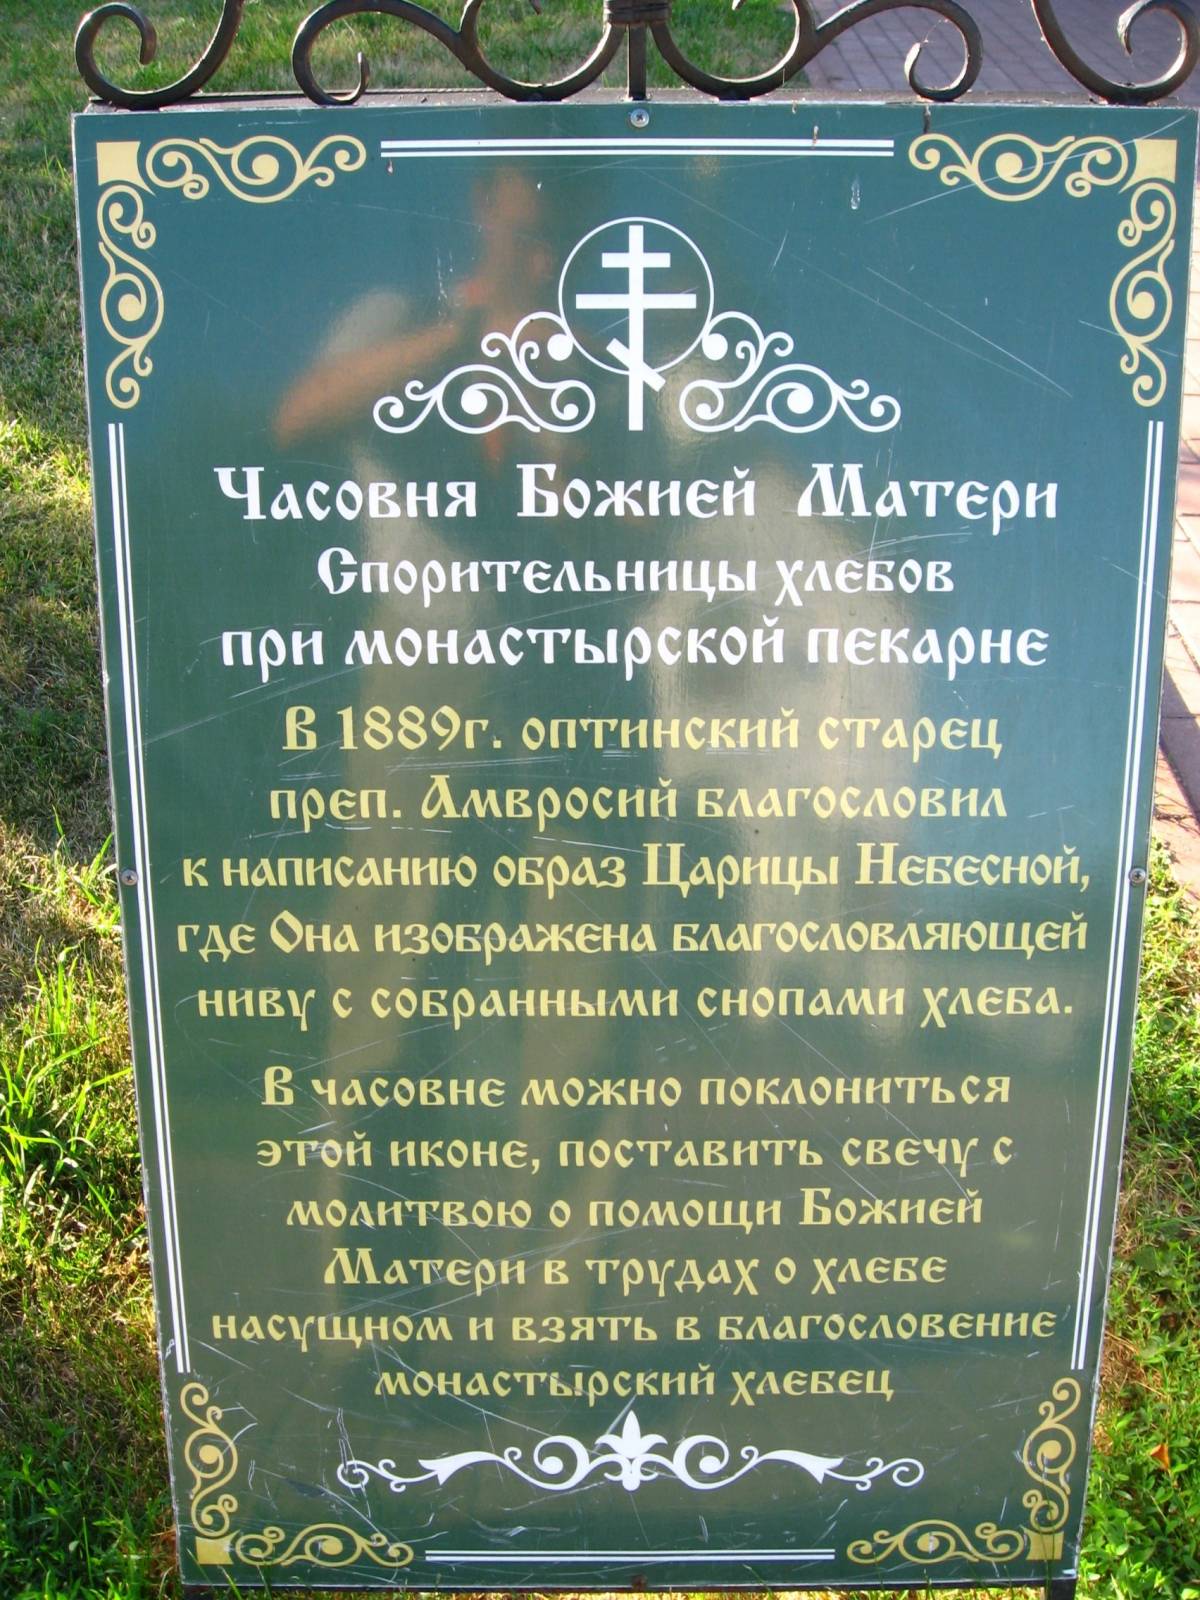 Часовня Божией Матери
Спорительницы хлебов
при монастырской пекарне
В 1889г. оптинский старец
преп. Амвросий благословил
к написанию образ Царицы Небесной,
где Она изображена благословляющей
ниву с собранными снопами хлеба.
В часовне можно поклониться
этой иконе, поставить свечу с
молитвою о помощи Божией
Матери в трудах о хлебе
насущном и взять в благословение
монастырский хлебец